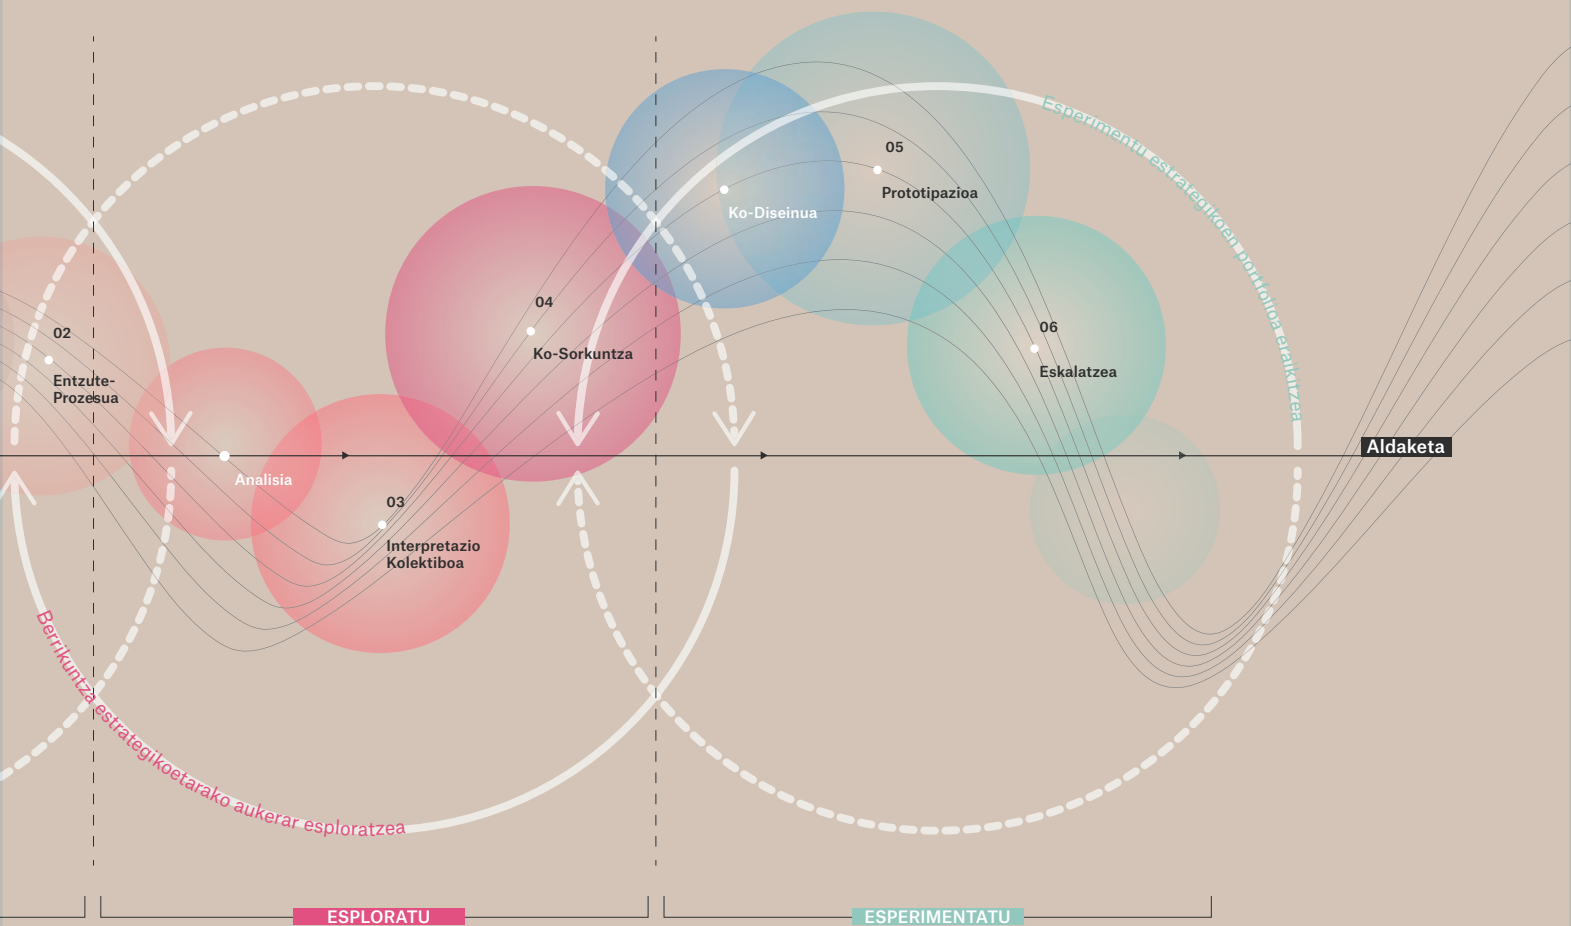 02
Entzute-
Prozesua
Analisia
03
Interpretazio
Kolektiboa
04
Ko-Sorkuntza
Ko-Diseinua
05
Prototipazioa
06
Eskalatzea
Esperimentu estrategikoen portfolioa eraikitzea
Aldaketa
Berrikuntza estrategikoetarako aukerar esploratzea
ESPLORATU
ESPERIMENTATU